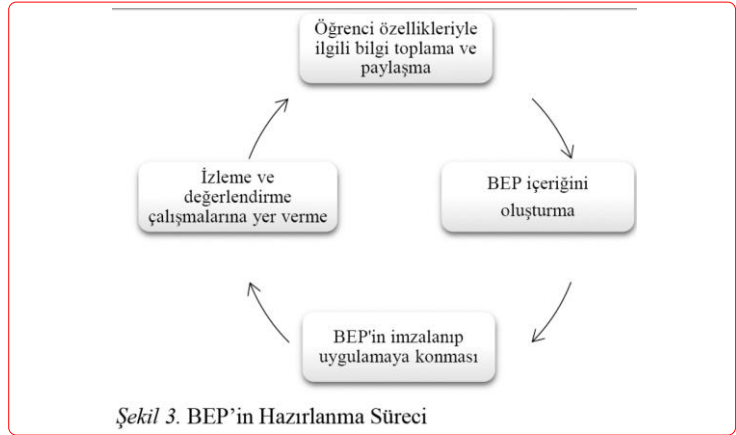 Öğrenci özellikleriyle
ilgili bilgi toplama ve
paylaşma
İzleme ve
değerlendirme
çalışmalarına yer verme
BEP içeriğini
oluşturma
BEP'in imzalanıp
uygulamaya konması
Şekil 3. BEP’in Hazırlanma Süreci